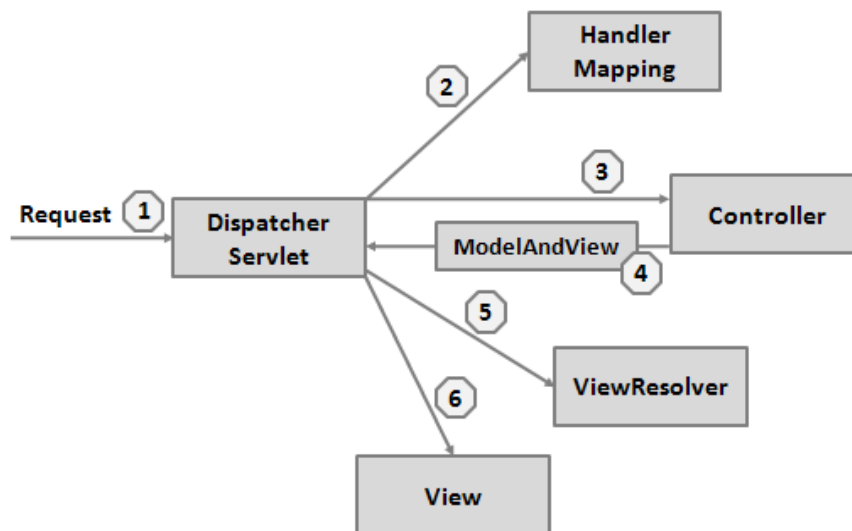 Handler
Mapping
2
3
Request
1
Dispatcher
Servlet
Controller
ModelAndView
4
5
ViewResolver
6
View